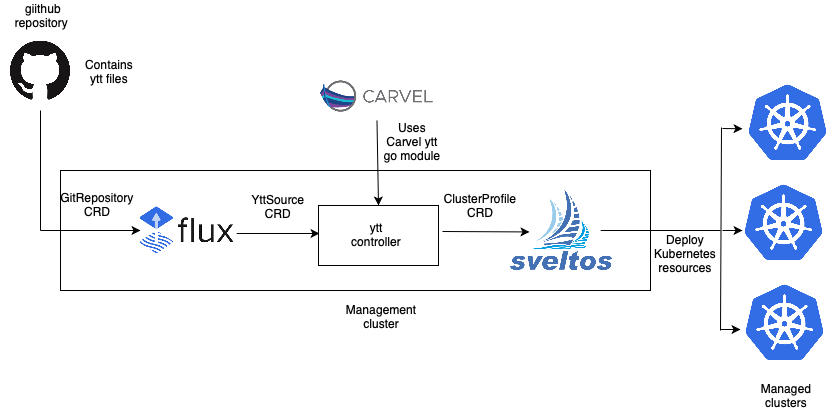 giithub
repository
Contains
ytt files
CARVEL
Uses
Carvel ytt
go module
GitRepository
CRD
flux
YttSource
CRD
ytt
controller
ClusterProfile
CRD
sveltos
Deploy
Kubernetes
resources
Management
cluster
Managed
clusters